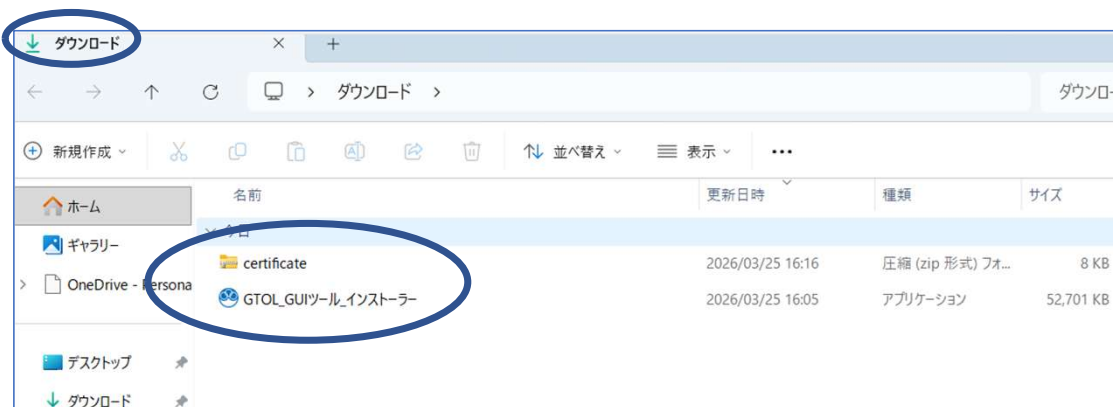 ダウンロード
ダウンロード
ダウンロ
新規作成
並べ替え
表示
名前 更新日時 種類 サイズ
ホーム
今日
ギャラリー
certificate 2026/03/25 16:16 圧縮 (zip 形式) フォ... 8 KB
OneDrive - Persona
GTOL_GUIツール_インストーラー 2026/03/25 16:05 アプリケーション 52,701 KB
デスクトップ
ダウンロード